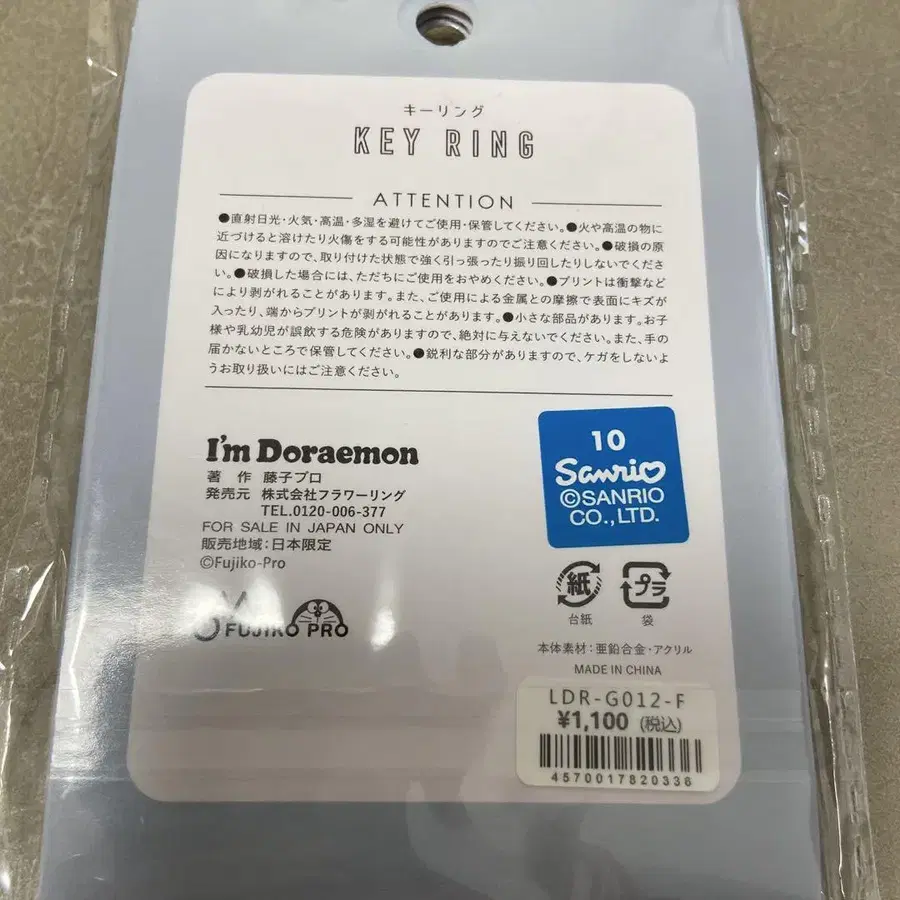 キーリング
KEY RING
ATTENTION
●直射日光・火気・高温・多湿を避けてご使用・保管してください。●火や高温の物に
近づけると溶けたり火傷をする可能性がありますのでご注意ください。●破損の原
因になりますので、取り付けた状態で強く引っ張ったり振り回したりしないでくださ
い。●破損した場合には、ただちにご使用をおやめください。●プリントは衝撃など
により剥がれることがあります。また、ご使用による金属との摩擦で表面にキズが
入ったり、端からプリントが剥がれることがあります。●小さな部品があります。お子
様や乳幼児が誤飲する危険がありますので、絶対に与えないでください。また、手の
届かないところで保管してください。●鋭利な部分がありますので、ケガをしないよ
うお取り扱いにはご注意ください。
I'm Doraemon
著 作 藤子プロ
発売元 株式会社フラワーリング
TEL.0120-006-377
FOR SALE IN JAPAN ONLY
販売地域:日本限定
©Fujiko-Pro
FUJIKO PRO
10
Sanrio
©SANRIO
CO.,LTD.
紙
台紙
プラ
袋
本体素材:亜鉛合金・アクリル
MADE IN CHINA
LDR-G012-F
¥1,100 (税込)
4570017820336